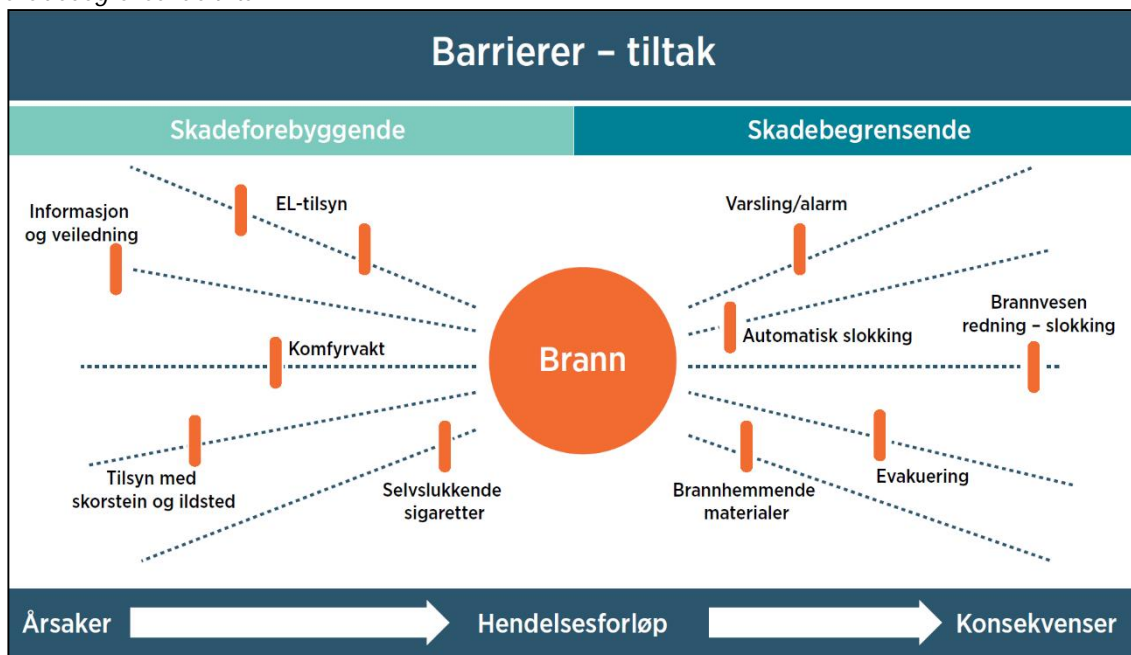 Barrierer – tiltak
Skadeforebyggende
Skadebegrensende
Informasjon
og veiledning
EL-tilsyn
Komfyrvakt
Tilsyn med
skorstein og ildsted
Selvslukkende
sigaretter
Brann
Varsling/alarm
Automatisk slokking
Brannvesen
redning – slokking
Evakuering
Brannhemmende
materialer
Årsaker
Hendelsesforløp
Konsekvenser